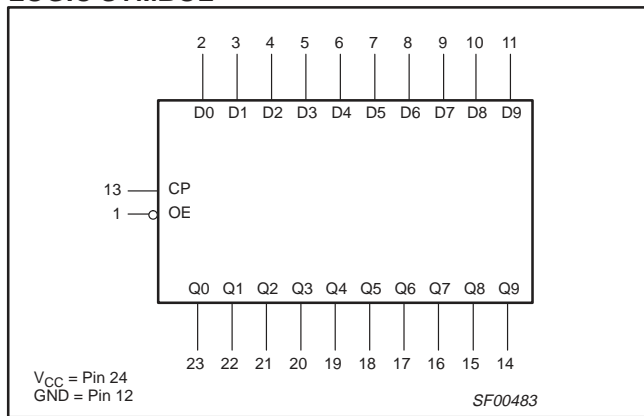 LOGIC SYMBOL
2 3 4 5 6 7 8 9 10 11
D0 D1 D2 D3 D4 D5 D6 D7 D8 D9
13 CP
1 OE
Q0 Q1 Q2 Q3 Q4 Q5 Q6 Q7 Q8 Q9
23 22 21 20 19 18 17 16 15 14
VCC = Pin 24
GND = Pin 12
SF00483